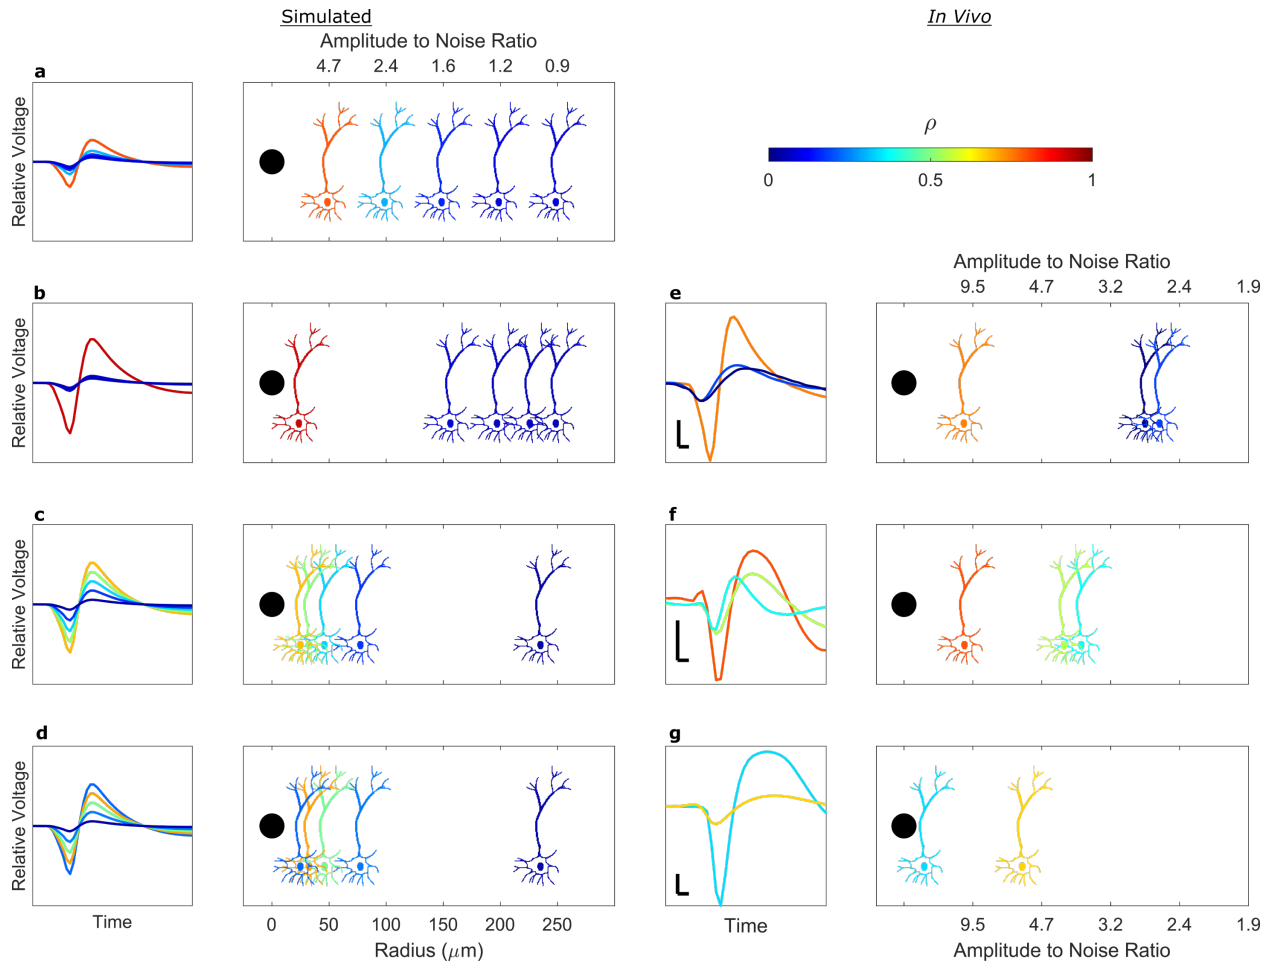 Simulated
In Vivo
Amplitude to Noise Ratio
4.7 2.4 1.6 1.2 0.9
a
Relative Voltage
ρ
0 0.5 1
b
Relative Voltage
e
Amplitude to Noise Ratio
9.5 4.7 3.2 2.4 1.9
c
Relative Voltage
f
d
Relative Voltage
g
Time
0 50 100 150 200 250
Radius (μm)
Time
9.5 4.7 3.2 2.4 1.9
Amplitude to Noise Ratio